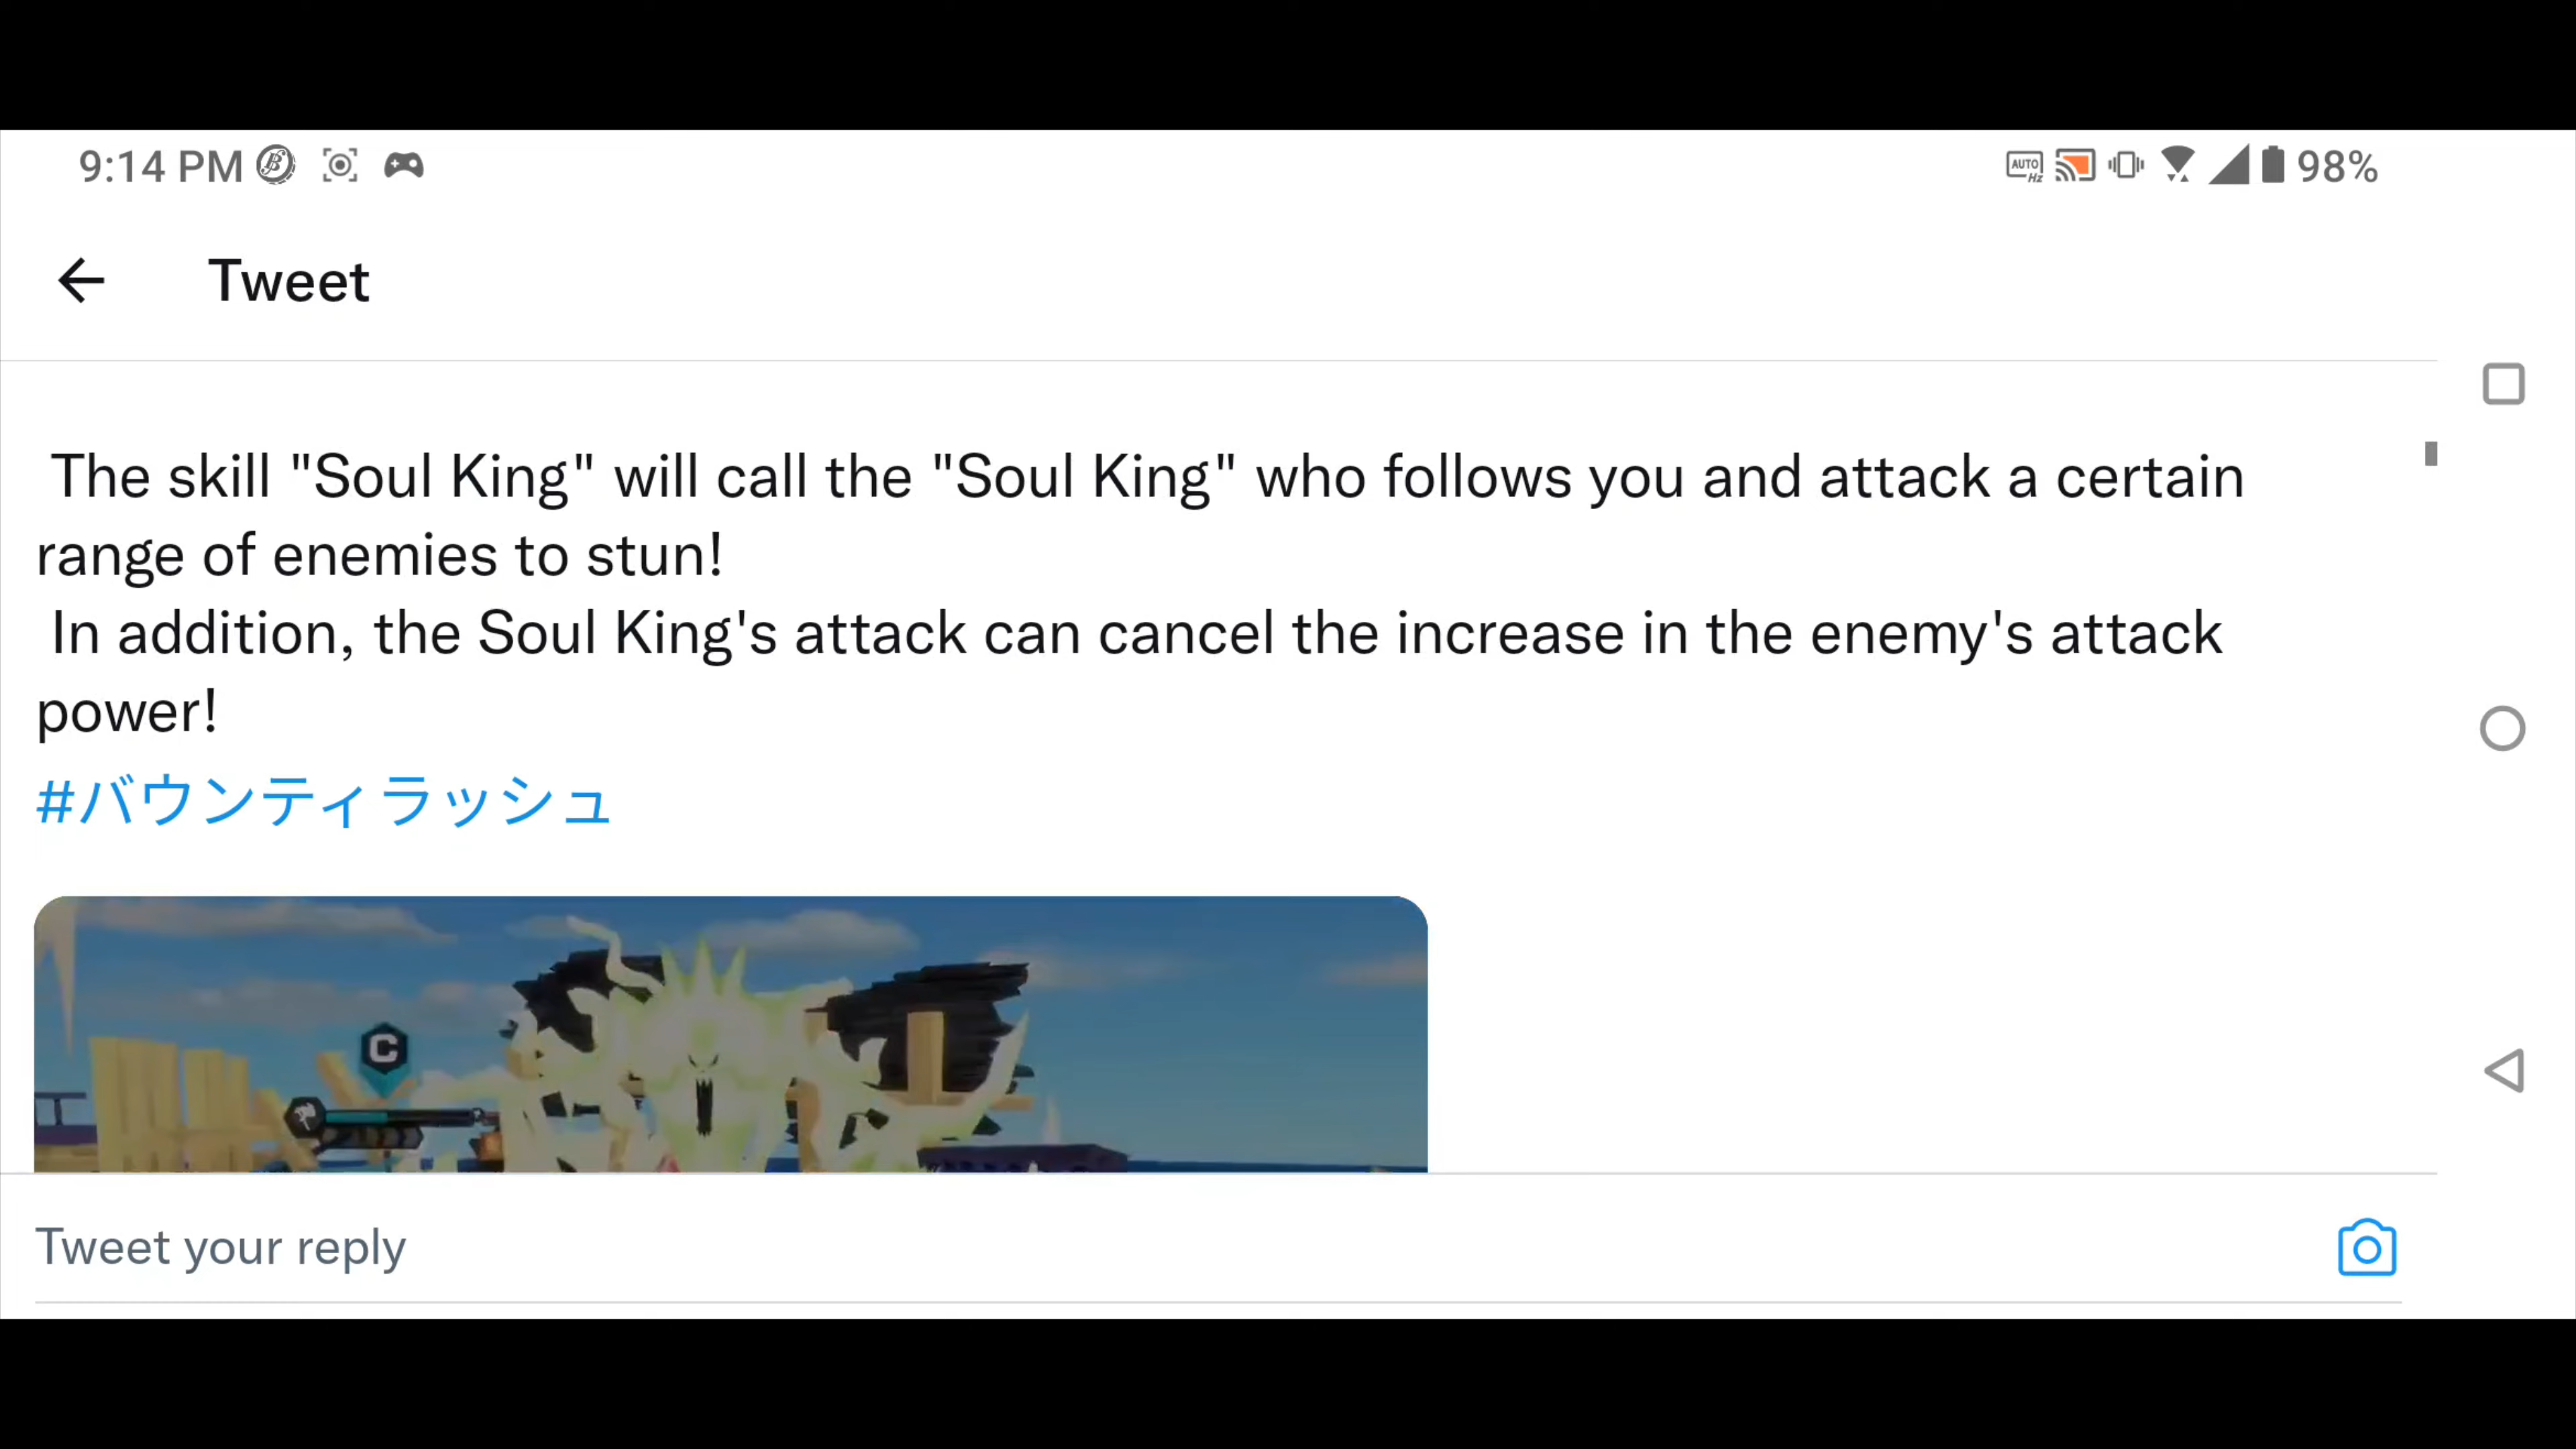 9:14 PM
AUTO Hz
98%
Tweet
The skill "Soul King" will call the "Soul King" who follows you and attack a certain
range of enemies to stun!
In addition, the Soul King's attack can cancel the increase in the enemy's attack
power!
#バウンティラッシュ
C
Tweet your reply